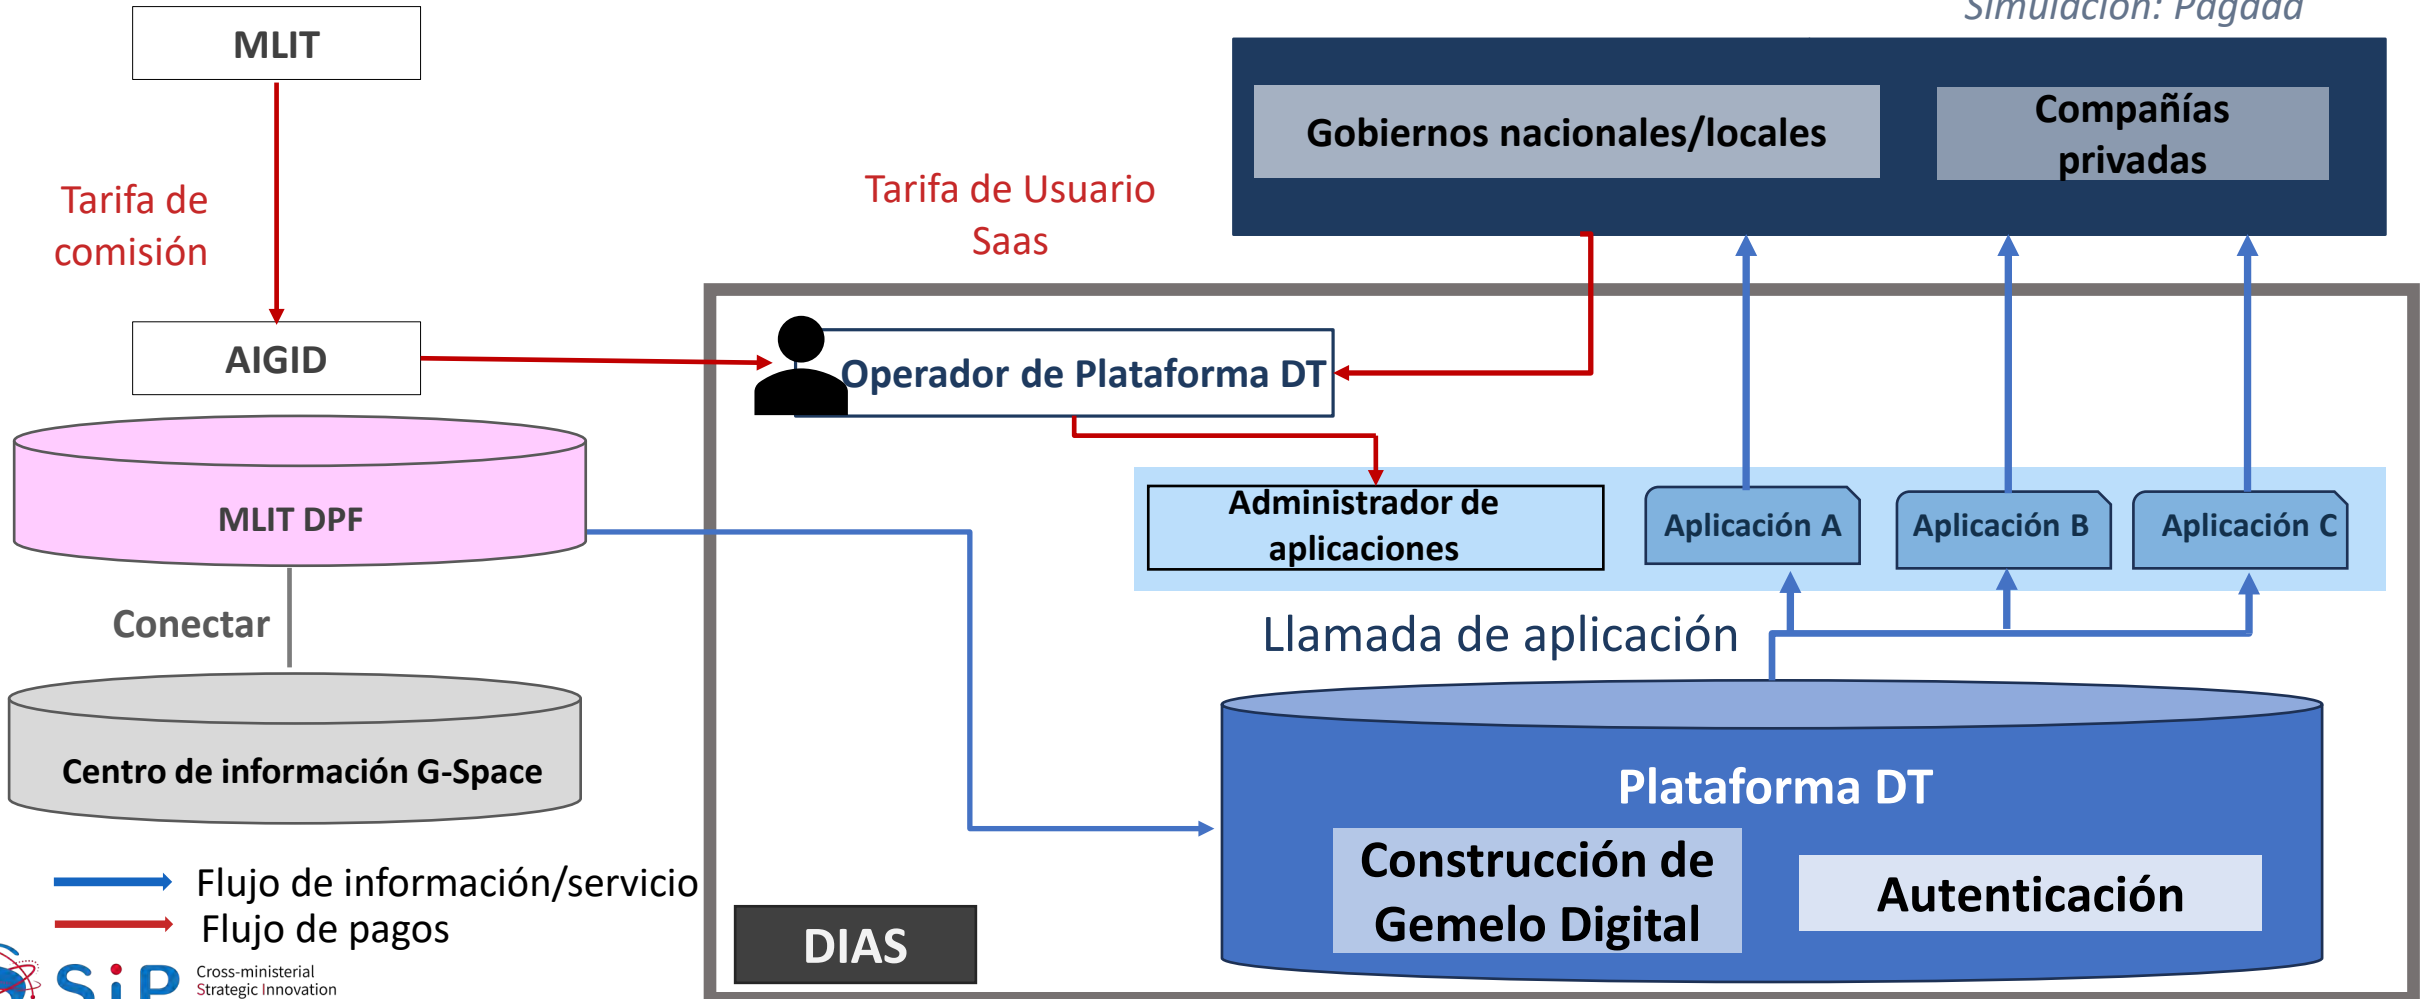 Simulación: Pagada
MLIT
Gobiernos nacionales/locales
Compañías
privadas
Tarifa de
comisión
Tarifa de Usuario
Saas
AIGID
Operador de Plataforma DT
MLIT DPF
Administrador de
aplicaciones
Aplicación A
Aplicación B
Aplicación C
Conectar
Llamada de aplicación
Centro de información G-Space
Plataforma DT
Construcción de
Gemelo Digital
Autenticación
Flujo de información/servicio
Flujo de pagos
DIAS
SiP
Cross-ministerial
Strategic Innovation